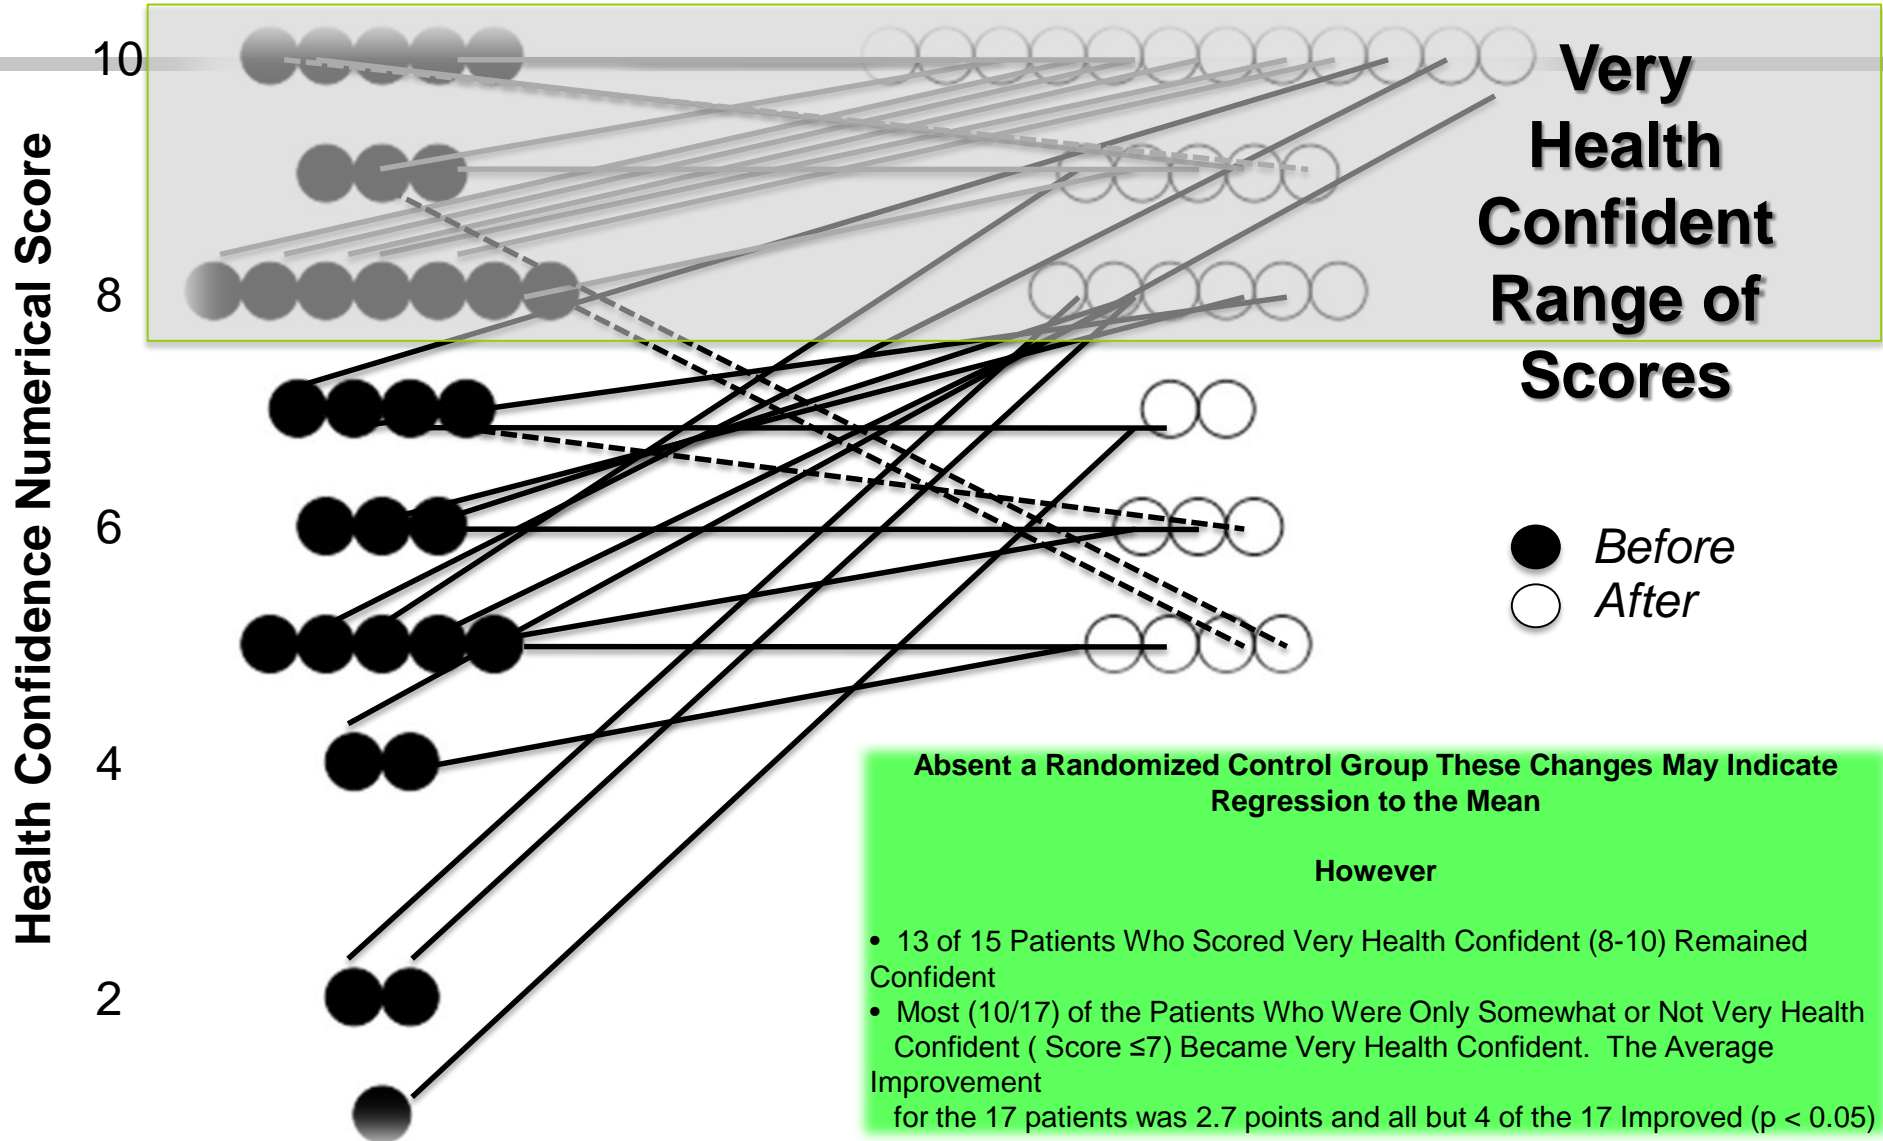 Health Confidence Numerical Score
10
8
6
4
2
Very
Health
Confident
Range of
Scores
Before
After
Absent a Randomized Control Group These Changes May Indicate
Regression to the Mean
However
• 13 of 15 Patients Who Scored Very Health Confident (8-10) Remained
Confident
• Most (10/17) of the Patients Who Were Only Somewhat or Not Very Health
Confident ( Score ≤7) Became Very Health Confident. The Average
Improvement
for the 17 patients was 2.7 points and all but 4 of the 17 Improved (p < 0.05)